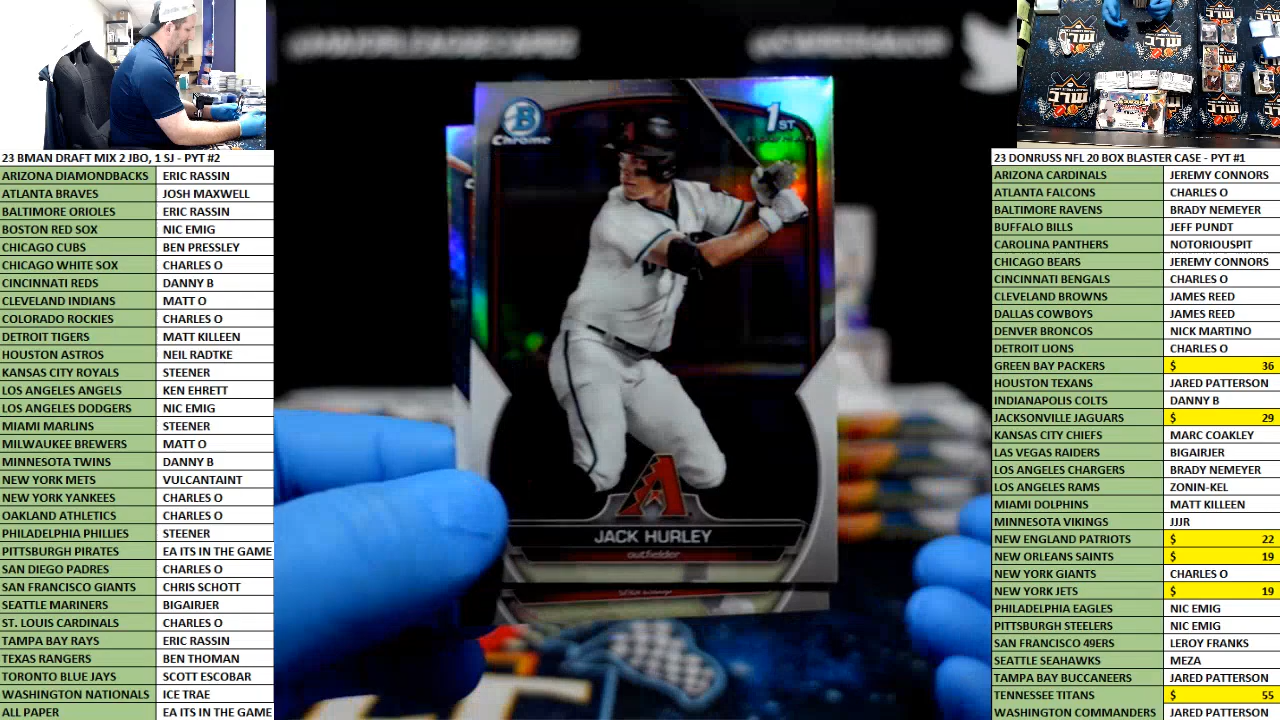 23 BMAN DRAFT MIX 2 JBO, 1 SJ - PYT #2
ARIZONA DIAMONDBACKS ERIC RASSIN
ATLANTA BRAVES JOSH MAXWELL
BALTIMORE ORIOLES ERIC RASSIN
BOSTON RED SOX NIC EMIG
CHICAGO CUBS BEN PRESSLEY
CHICAGO WHITE SOX CHARLES O
CINCINNATI REDS DANNY B
CLEVELAND INDIANS MATT O
COLORADO ROCKIES CHARLES O
DETROIT TIGERS MATT KILLEEN
HOUSTON ASTROS NEIL RADTKE
KANSAS CITY ROYALS STEENER
LOS ANGELES ANGELS KEN EHRETT
LOS ANGELES DODGERS NIC EMIG
MIAMI MARLINS STEENER
MILWAUKEE BREWERS MATT O
MINNESOTA TWINS DANNY B
NEW YORK METS VULCANTAINT
NEW YORK YANKEES CHARLES O
OAKLAND ATHLETICS CHARLES O
PHILADELPHIA PHILLIES STEENER
PITTSBURGH PIRATES EA ITS IN THE GAME
SAN DIEGO PADRES CHARLES O
SAN FRANCISCO GIANTS CHRIS SCHOTT
SEATTLE MARINERS BIGAIRJER
ST. LOUIS CARDINALS CHARLES O
TAMPA BAY RAYS ERIC RASSIN
TEXAS RANGERS BEN THOMAN
TORONTO BLUE JAYS SCOTT ESCOBAR
WASHINGTON NATIONALS ICE TRAE
ALL PAPER EA ITS IN THE GAME
B
Chrome
1ST
BOWMAN
A
JACK HURLEY
outfielder
23 DONRUSS NFL 20 BOX BLASTER CASE - PYT #1
ARIZONA CARDINALS JEREMY CONNORS
ATLANTA FALCONS CHARLES O
BALTIMORE RAVENS BRADY NEMEYER
BUFFALO BILLS JEFF PUNDT
CAROLINA PANTHERS NOTORIOUSPIT
CHICAGO BEARS JEREMY CONNORS
CINCINNATI BENGALS CHARLES O
CLEVELAND BROWNS JAMES REED
DALLAS COWBOYS JAMES REED
DENVER BRONCOS NICK MARTINO
DETROIT LIONS CHARLES O
GREEN BAY PACKERS $ 36
HOUSTON TEXANS JARED PATTERSON
INDIANAPOLIS COLTS DANNY B
JACKSONVILLE JAGUARS $ 29
KANSAS CITY CHIEFS MARC COAKLEY
LAS VEGAS RAIDERS BIGAIRJER
LOS ANGELES CHARGERS BRADY NEMEYER
LOS ANGELES RAMS ZONIN-KEL
MIAMI DOLPHINS MATT KILLEEN
MINNESOTA VIKINGS JJJR
NEW ENGLAND PATRIOTS $ 22
NEW ORLEANS SAINTS $ 19
NEW YORK GIANTS CHARLES O
NEW YORK JETS $ 19
PHILADELPHIA EAGLES NIC EMIG
PITTSBURGH STEELERS NIC EMIG
SAN FRANCISCO 49ERS LEROY FRANKS
SEATTLE SEAHAWKS MEZA
TAMPA BAY BUCCANEERS JARED PATTERSON
TENNESSEE TITANS $ 55
WASHINGTON COMMANDERS JARED PATTERSON